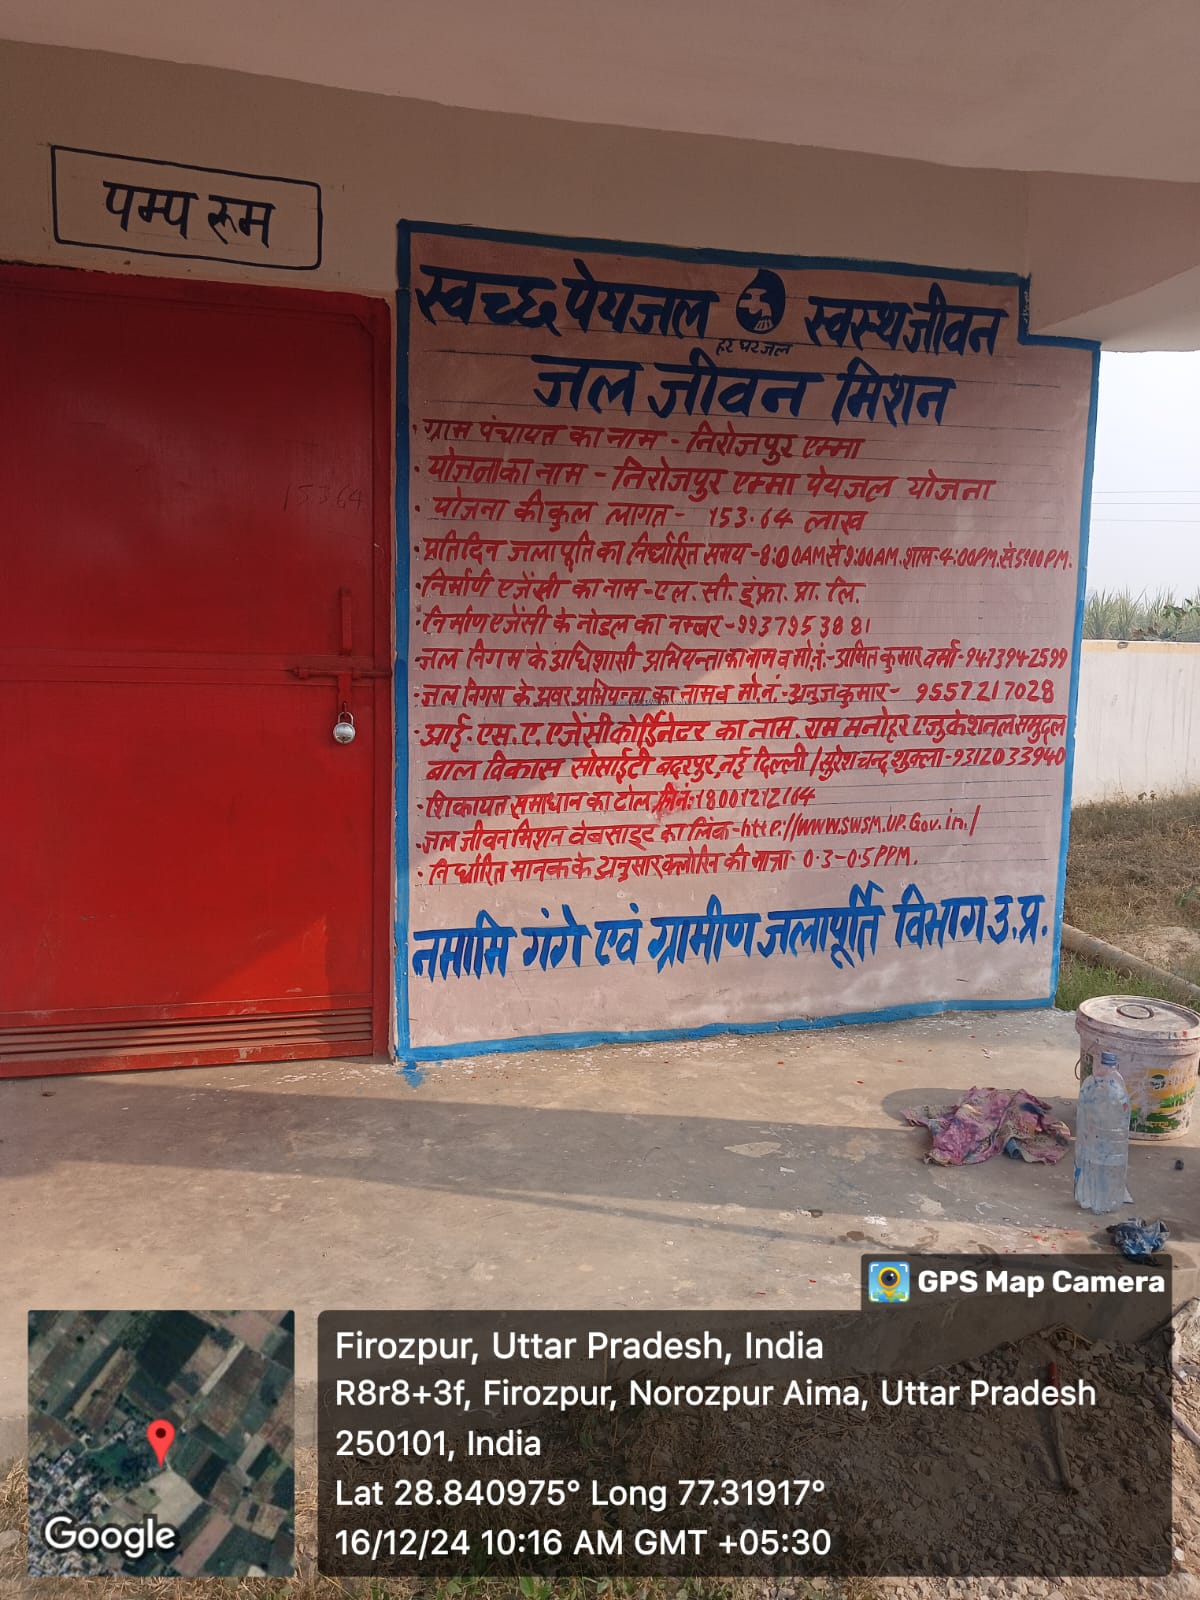 पम्प रूम
स्वच्छ पेयजल स्वस्थ जीवन
हर घर जल
जल जीवन मिशन
• ग्राम पंचायत का नाम - निरोजपुर एम्मा
• योजना का नाम - निरोजपुर एम्मा पेयजल योजना
• योजना की कुल लागत - 153.64 लाख
• प्रतिदिन जलापूर्ति का निर्धारित समय - 8:00AM से 9:00AM. शाम-4:00PM. से 5:00PM.
• निर्माण एजेंसी का नाम - एल. सी. इंफ्रा. प्रा. लि.
• निर्माण एजेंसी के नोडल का नम्बर - 9937953881
• जल निगम के अधिशासी अभियन्ता का नाम व मो.नं.- अमित कुमार वर्मा - 9473942599
• जल निगम के अवर अभियन्ता का नाम व मो.नं.- अनुज कुमार - 9557217028
• आई. एस. ए. एजेंसी कोर्डिनेटर का नाम. राम मनोहर एजुकेशनल समुदल
बाल विकास सोसाईटी बदरपुर, नई दिल्ली / सुरेश चन्द्र शुक्ला - 9312033940
• शिकायत समाधान का टोल फ्री नं:- 18001212164
• जल जीवन मिशन वेबसाइट का लिंक - http://www.swsm.up.Gov.in./
• निर्धारित मानक के अनुसार क्लोरिन की मात्रा - 0.3-0.5 PPM.
नमामि गंगे एवं ग्रामीण जलापूर्ति विभाग उ.प्र.
15364
GPS Map Camera
Firozpur, Uttar Pradesh, India
R8r8+3f, Firozpur, Norozpur Aima, Uttar Pradesh
250101, India
Lat 28.840975° Long 77.31917°
16/12/24 10:16 AM GMT +05:30
Google